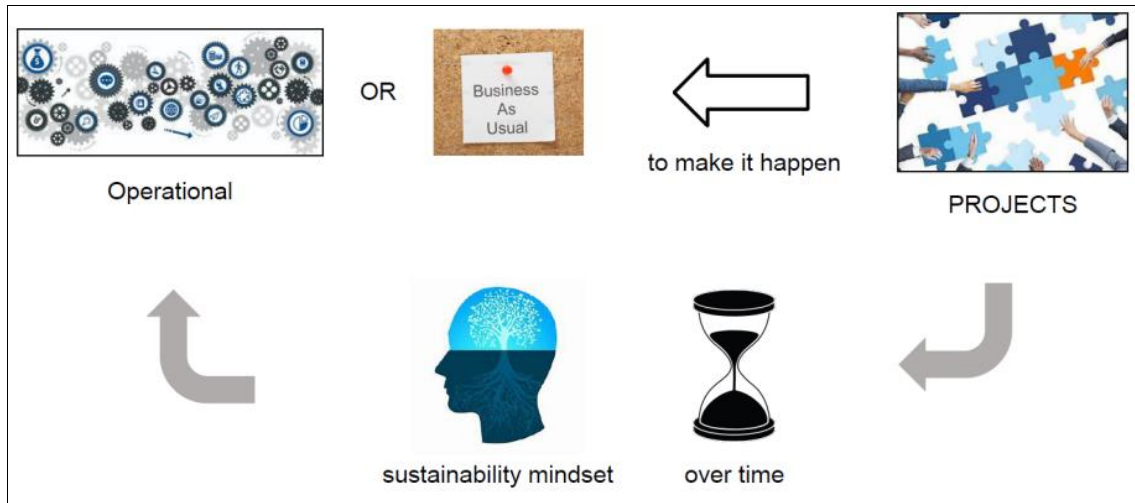 OR
Business
As
Usual
to make it happen
Operational
PROJECTS
sustainability mindset
over time